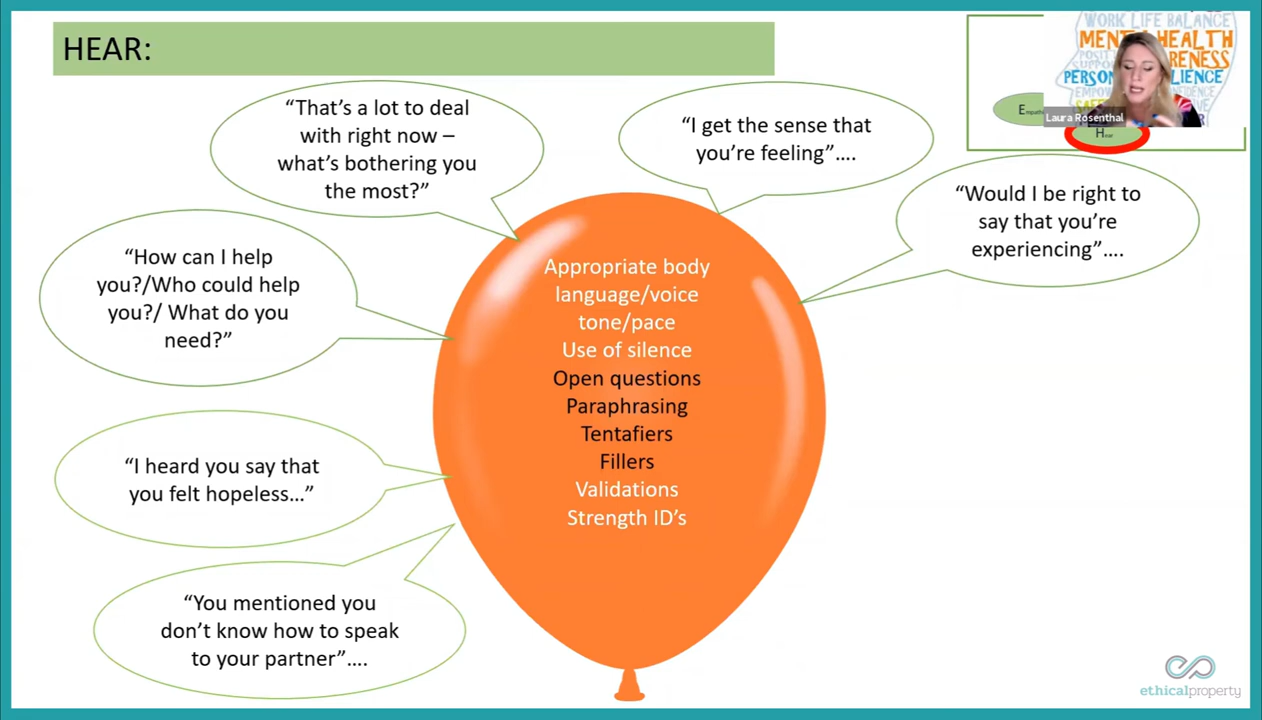 HEAR:
“That’s a lot to deal
with right now –
what’s bothering you
the most?”
“I get the sense that
you’re feeling”….
“Would I be right to
say that you’re
experiencing”….
“How can I help
you?/Who could help
you?/ What do you
need?”
“I heard you say that
you felt hopeless…”
“You mentioned you
don’t know how to speak
to your partner”….
Appropriate body
language/voice
tone/pace
Use of silence
Open questions
Paraphrasing
Tentafiers
Fillers
Validations
Strength ID’s
WORK LIFE BALANCE
Laura Rosenthal
Hear
ethicalproperty